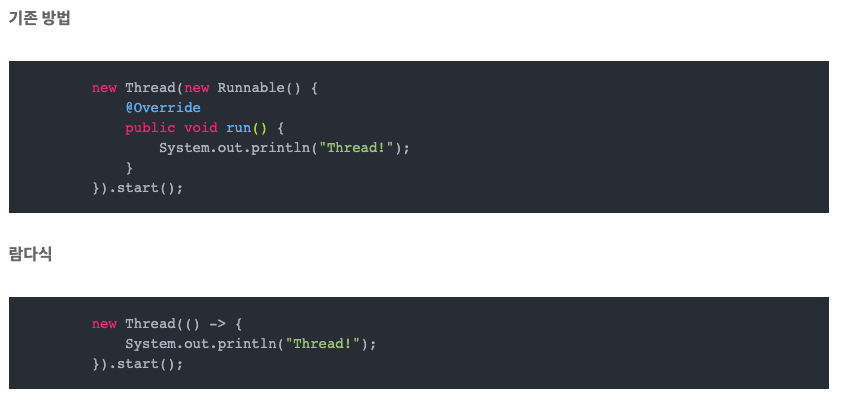 기존 방법
new Thread(new Runnable() {
    @Override
    public void run() {
        System.out.println("Thread!");
    }
}).start();
람다식
new Thread(() -> {
    System.out.println("Thread!");
}).start();